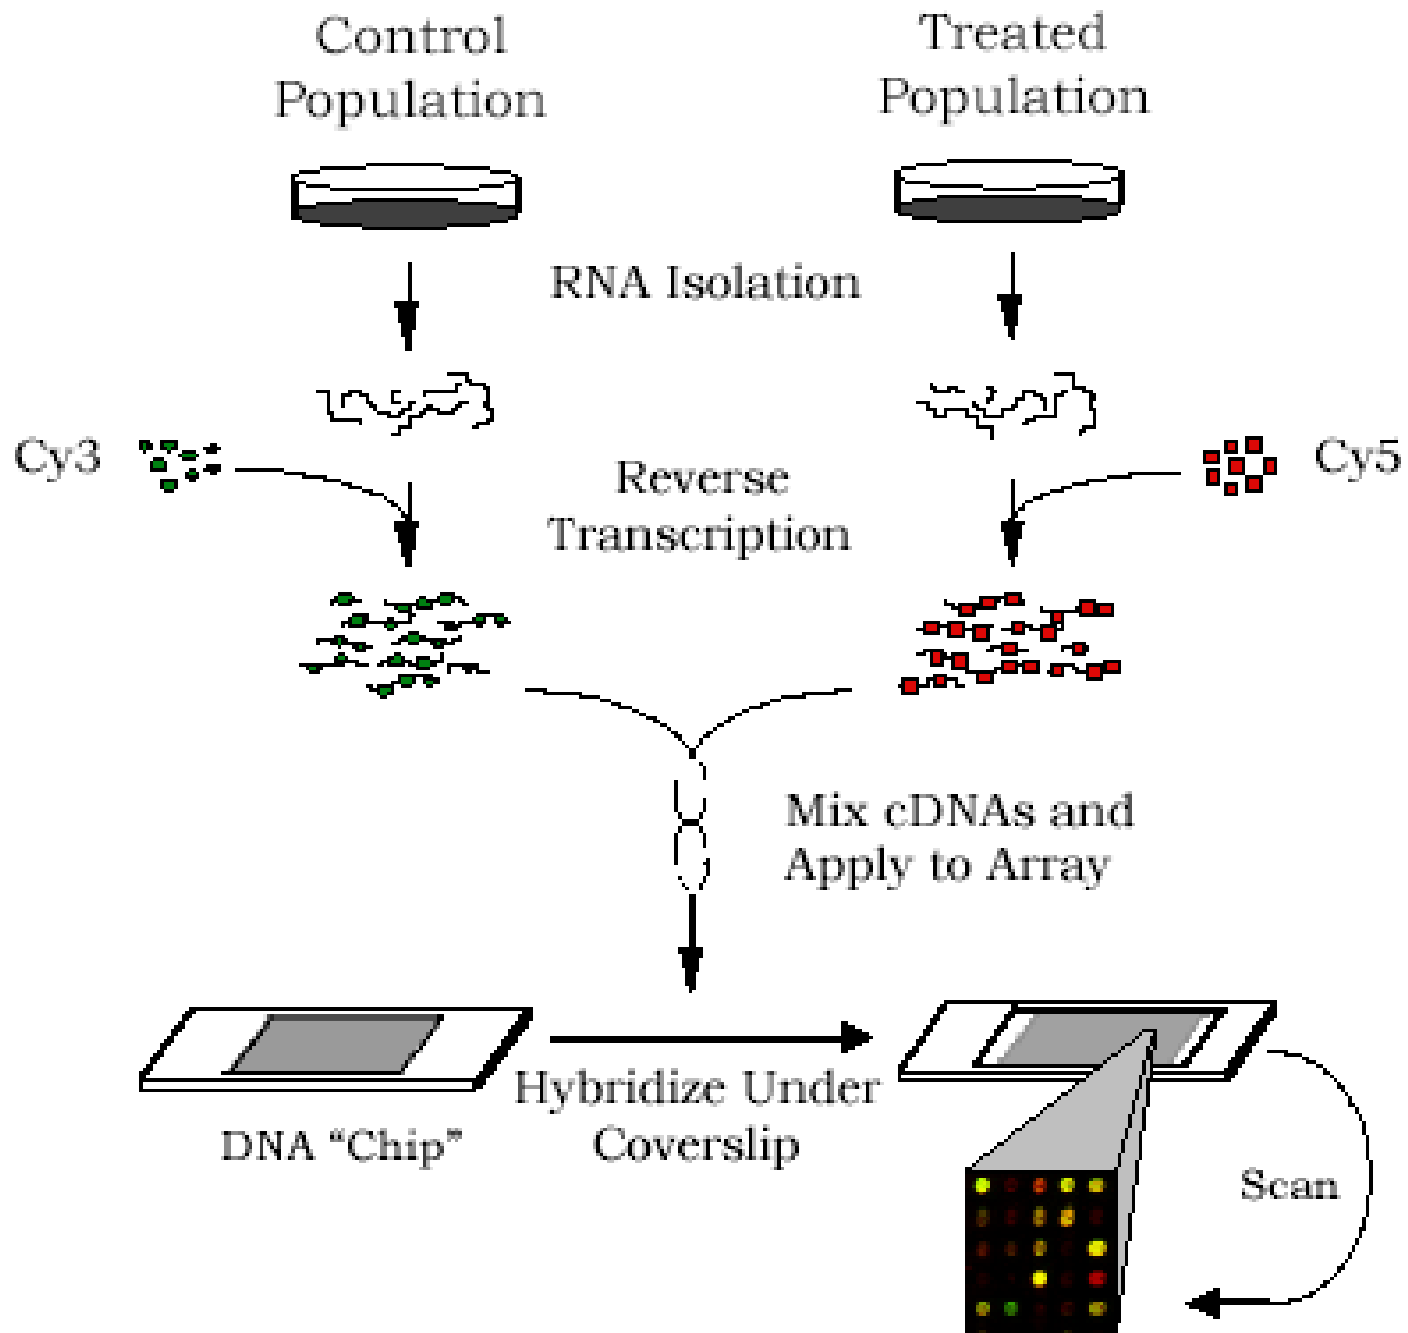 Control
Population
Treated
Population
RNA Isolation
Cy3
Reverse
Transcription
Cy5
Mix cDNAs and
Apply to Array
DNA “Chip”
Hybridize Under
Coverslip
Scan